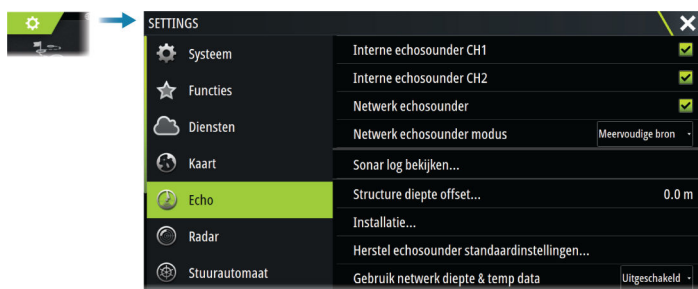 SETTINGS
Systeem
Functies
Diensten
Kaart
Echo
Radar
Stuurautomaat
Interne echosounder CH1
Interne echosounder CH2
Netwerk echosounder
Netwerk echosounder modus Meervoudige bron
Sonar log bekijken...
Structure diepte offset... 0.0 m
Installatie...
Herstel echosounder standaardinstellingen...
Gebruik netwerk diepte & temp data Uitgeschakeld